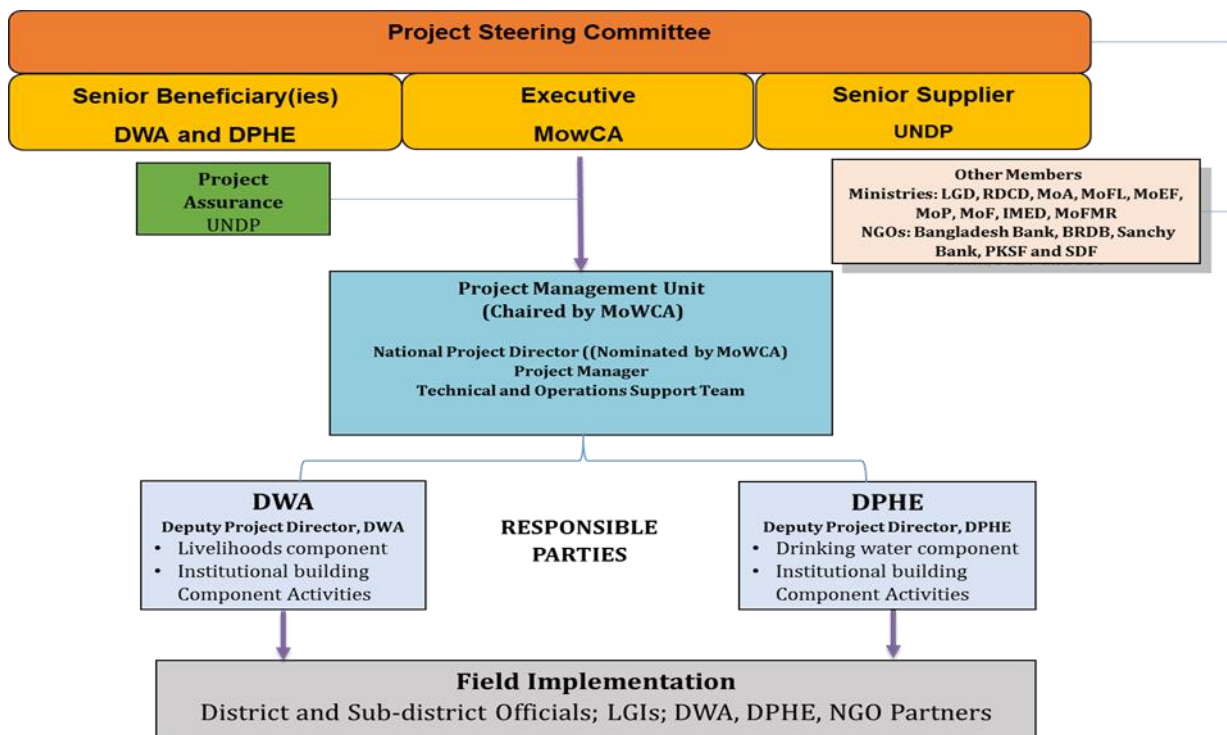 Project Steering Committee
Senior Beneficiary(ies)
DWA and DPHE
Executive
MowCA
Senior Supplier
UNDP
Project
Assurance
UNDP
Other Members
Ministries: LGD, RDCD, MoA, MoFL, MoEF,
MoP, MoF, IMED, MoFMR
NGOs: Bangladesh Bank, BRDB, Sanchy
Bank, PKSF and SDF
Project Management Unit
(Chaired by MoWCA)
National Project Director ((Nominated by MoWCA)
Project Manager
Technical and Operations Support Team
DWA
Deputy Project Director, DWA
• Livelihoods component
• Institutional building
Component Activities
RESPONSIBLE
PARTIES
DPHE
Deputy Project Director, DPHE
• Drinking water component
• Institutional building
Component Activities
Field Implementation
District and Sub-district Officials; LGIs; DWA, DPHE, NGO Partners